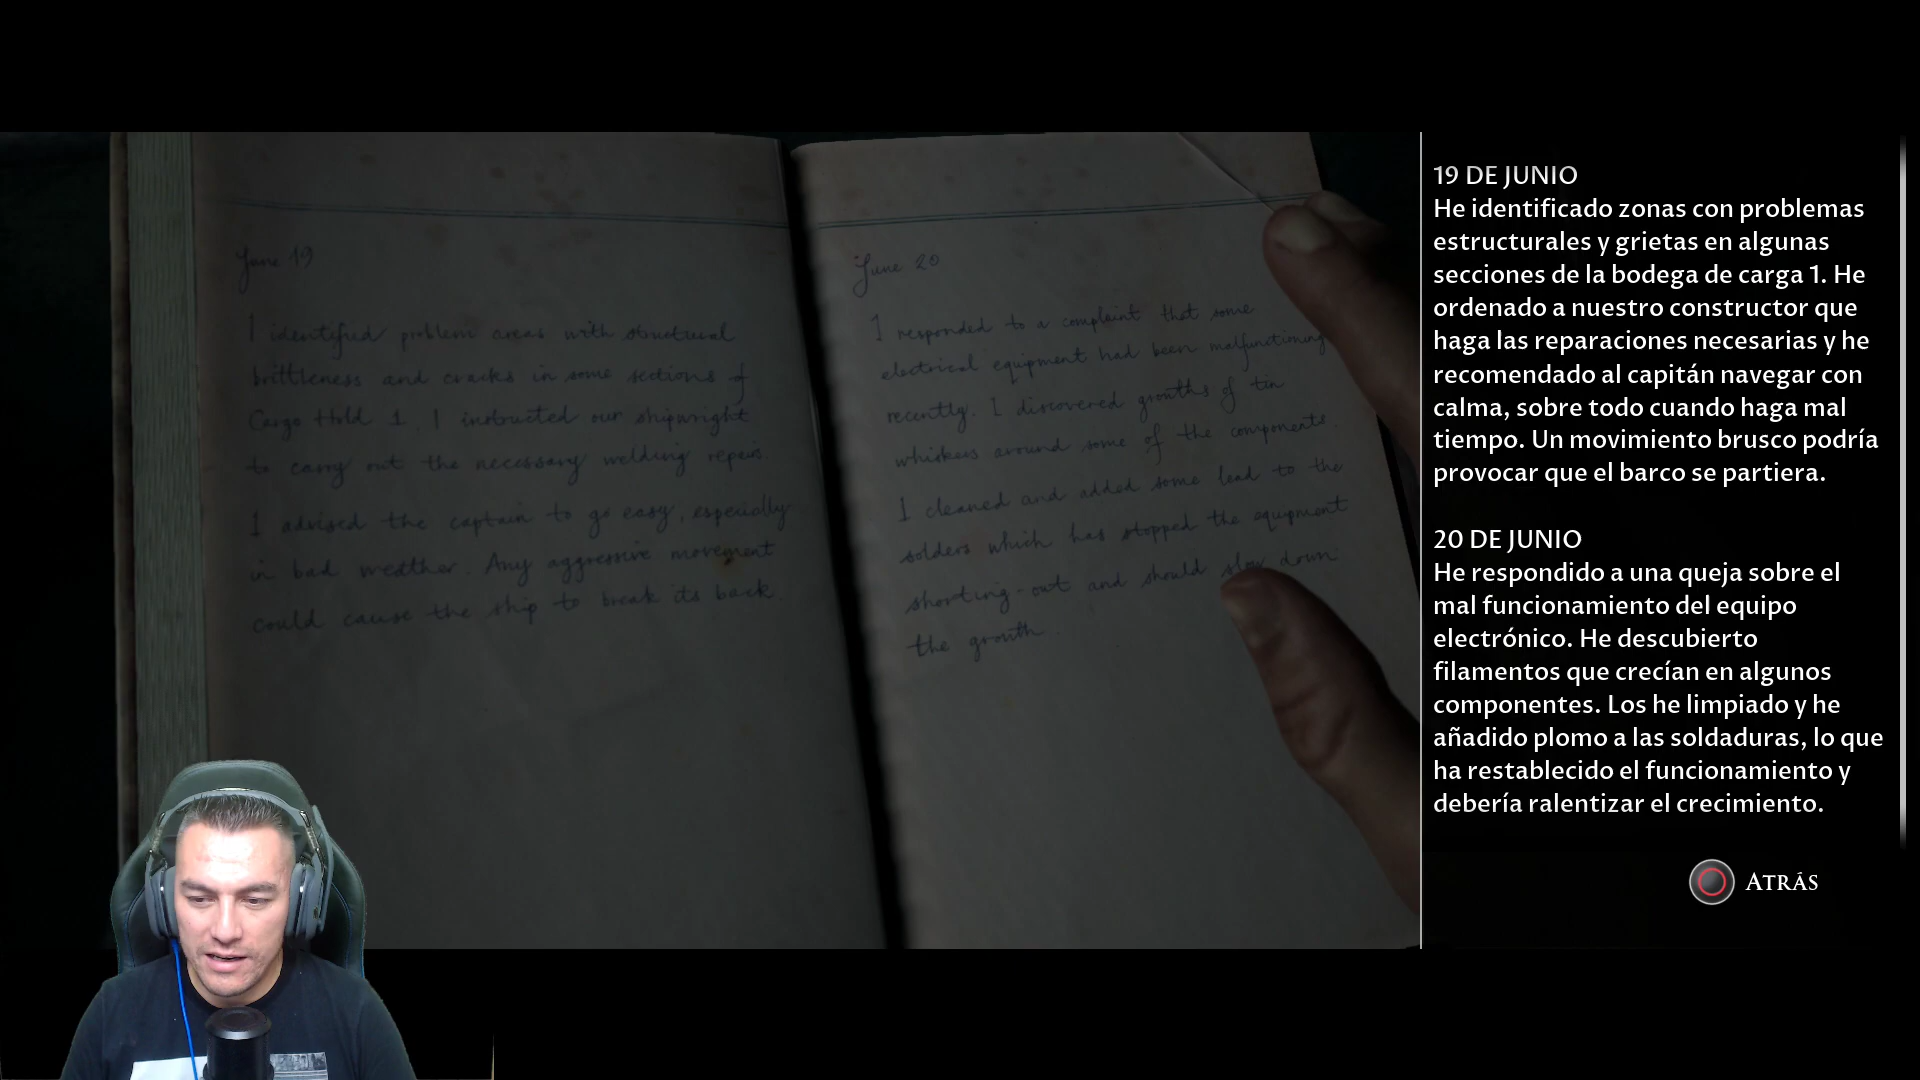 June 19
I identified problem areas with structural
brittleness and cracks in some sections of
Cargo Hold 1. I instructed our shipwright
to carry out the necessary welding repairs.
I advised the captain to go easy, especially
in bad weather. Any aggressive movement
could cause the ship to break its back.
June 20
I responded to a complaint that some
electrical equipment had been malfunctioning
recently. I discovered growths of tin
whiskers around some of the components.
I cleaned and added some lead to the
solders which has stopped the equipment
shorting-out and should slow down
the growth.
19 DE JUNIO
He identificado zonas con problemas
estructurales y grietas en algunas
secciones de la bodega de carga 1. He
ordenado a nuestro constructor que
haga las reparaciones necesarias y he
recomendado al capitán navegar con
calma, sobre todo cuando haga mal
tiempo. Un movimiento brusco podría
provocar que el barco se partiera.
20 DE JUNIO
He respondido a una queja sobre el
mal funcionamiento del equipo
electrónico. He descubierto
filamentos que crecían en algunos
componentes. Los he limpiado y he
añadido plomo a las soldaduras, lo que
ha restablecido el funcionamiento y
debería ralentizar el crecimiento.
ATRÁS